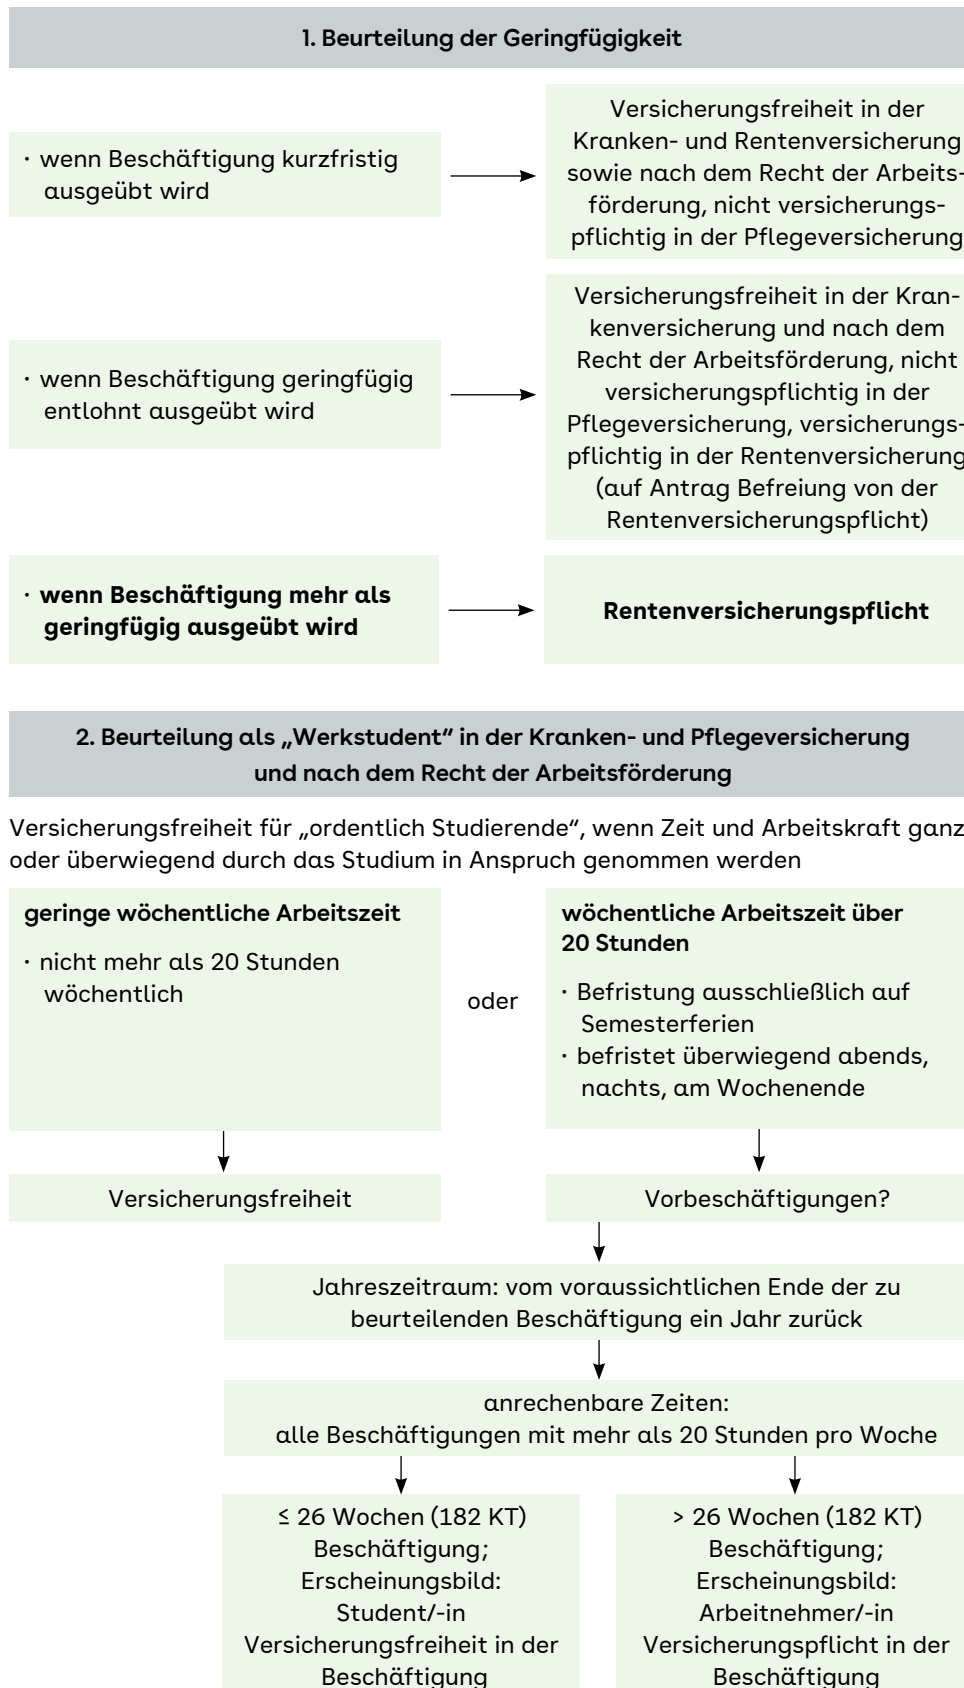 1. Beurteilung der Geringfügigkeit
· wenn Beschäftigung kurzfristig
ausgeübt wird
Versicherungsfreiheit in der
Kranken- und Rentenversicherung
sowie nach dem Recht der Arbeits-
förderung, nicht versicherungs-
pflichtig in der Pflegeversicherung
· wenn Beschäftigung geringfügig
entlohnt ausgeübt wird
Versicherungsfreiheit in der Kran-
kenversicherung und nach dem
Recht der Arbeitsförderung, nicht
versicherungspflichtig in der
Pflegeversicherung, versicherungs-
pflichtig in der Rentenversicherung
(auf Antrag Befreiung von der
Rentenversicherungspflicht)
· wenn Beschäftigung mehr als
geringfügig ausgeübt wird
Rentenversicherungspflicht
2. Beurteilung als „Werkstudent“ in der Kranken- und Pflegeversicherung
und nach dem Recht der Arbeitsförderung
Versicherungsfreiheit für „ordentlich Studierende“, wenn Zeit und Arbeitskraft ganz
oder überwiegend durch das Studium in Anspruch genommen werden
geringe wöchentliche Arbeitszeit
· nicht mehr als 20 Stunden
wöchentlich
oder
wöchentliche Arbeitszeit über
20 Stunden
· Befristung ausschließlich auf
Semesterferien
· befristet überwiegend abends,
nachts, am Wochenende
Versicherungsfreiheit
Vorbeschäftigungen?
Jahreszeitraum: vom voraussichtlichen Ende der zu
beurteilenden Beschäftigung ein Jahr zurück
anrechenbare Zeiten:
alle Beschäftigungen mit mehr als 20 Stunden pro Woche
≤ 26 Wochen (182 KT)
Beschäftigung;
Erscheinungsbild:
Student/-in
Versicherungsfreiheit in der
Beschäftigung
> 26 Wochen (182 KT)
Beschäftigung;
Erscheinungsbild:
Arbeitnehmer/-in
Versicherungspflicht in der
Beschäftigung